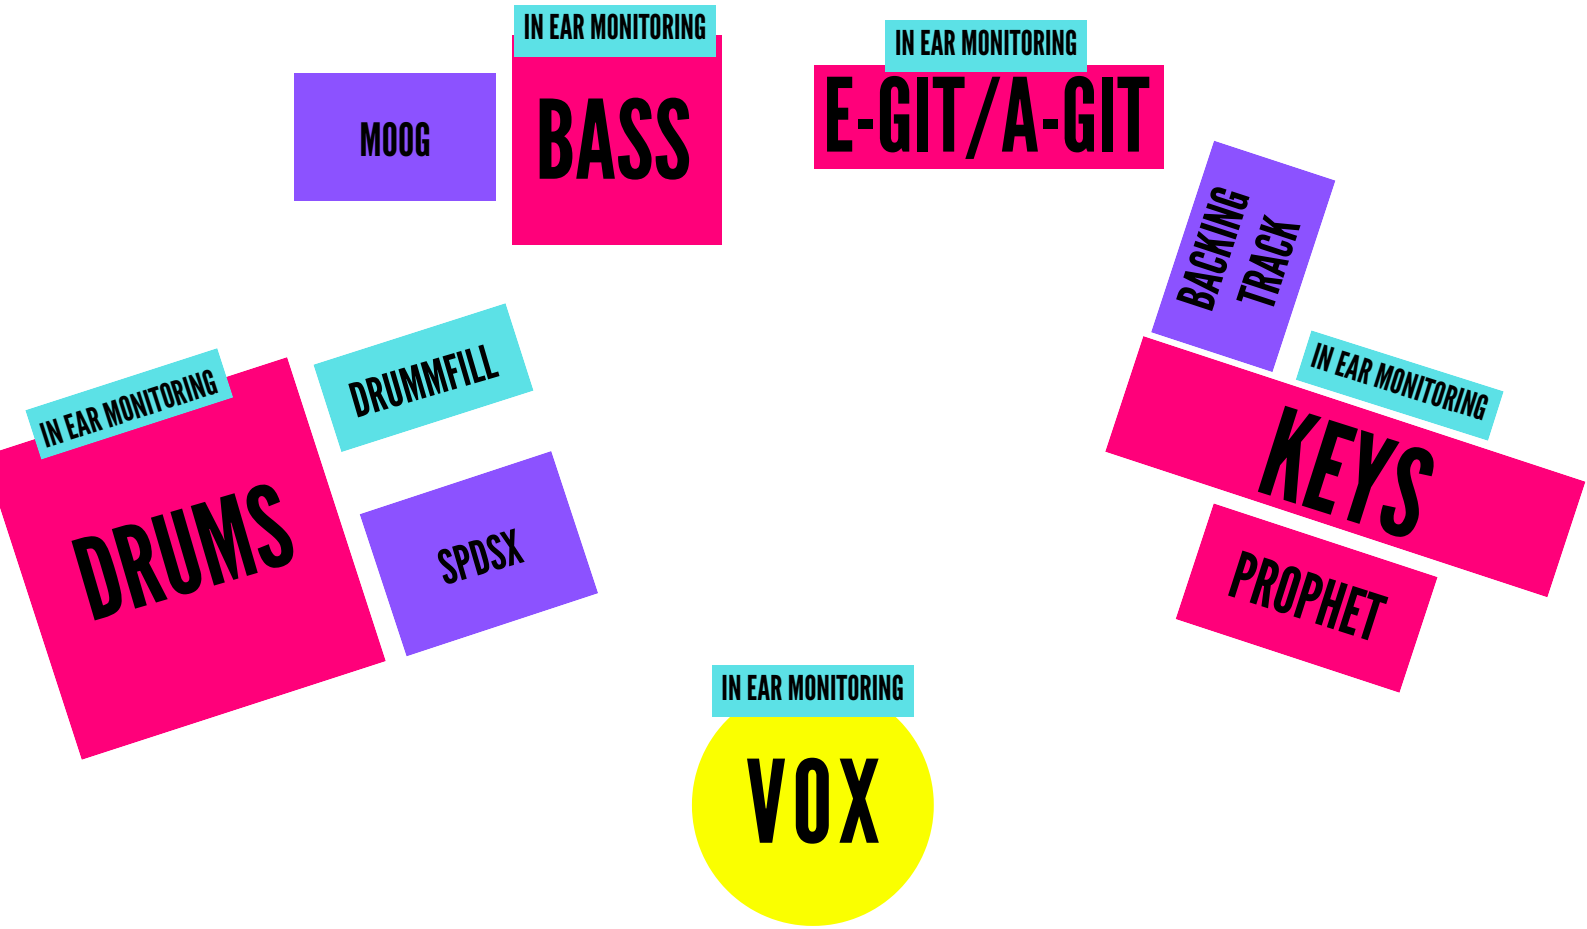 IN EAR MONITORING
BASS
MOOG
IN EAR MONITORING
E-GIT/A-GIT
BACKING
TRACK
IN EAR MONITORING
KEYS
PROPHET
IN EAR MONITORING
DRUMS
DRUMMFILL
SPDSX
IN EAR MONITORING
VOX